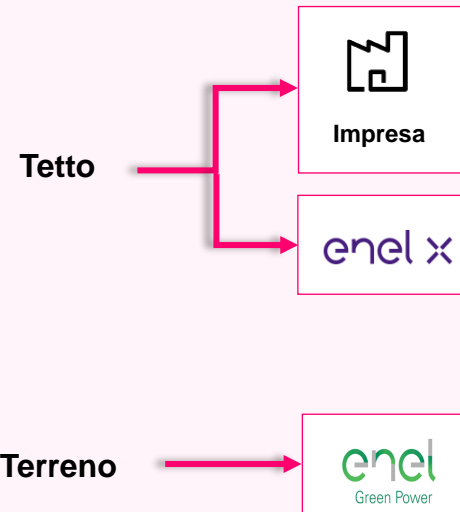 Impresa
Tetto
enel x
Terreno
enel
Green Power